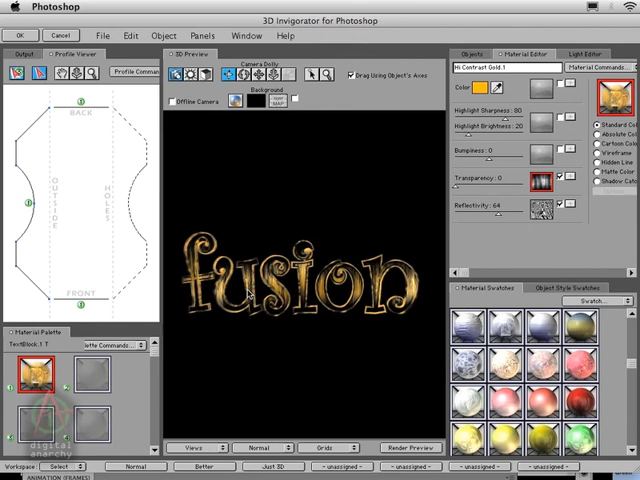 Photoshop
3D Invigorator for Photoshop
OK
Cancel
File
Edit
Object
Panels
Window
Help
Output
Profile Viewer
3D Preview
Objects
Material Editor
Light Editor
Camera Dolly
Profile Comman
Drag Using Object's Axes
Background
Offline Camera
MAP
Hi Contrast Gold.1
Material Commands...
Color
Highlight Sharpness: 80
Highlight Brightness: 20
Bumpiness: 0
Transparency: 0
Reflectivity: 64
Standard Col
Absolute Col
Cartoon Colo
Wireframe
Hidden Line
Matte Color
Shadow Catc
BACK
OUTSIDE
HOLES
FRONT
fusion
Material Swatches
Object Style Swatches
Swatch...
Material Palette
TextBlock.1 T
lette Commands...
digital
anarchy
Views
Normal
Grids
Render Preview
Workspace:
Select
Normal
Better
Just 3D
- unassigned -
- unassigned -
- unassigned -
- unassigned -
ANIMATION (FRAMES)